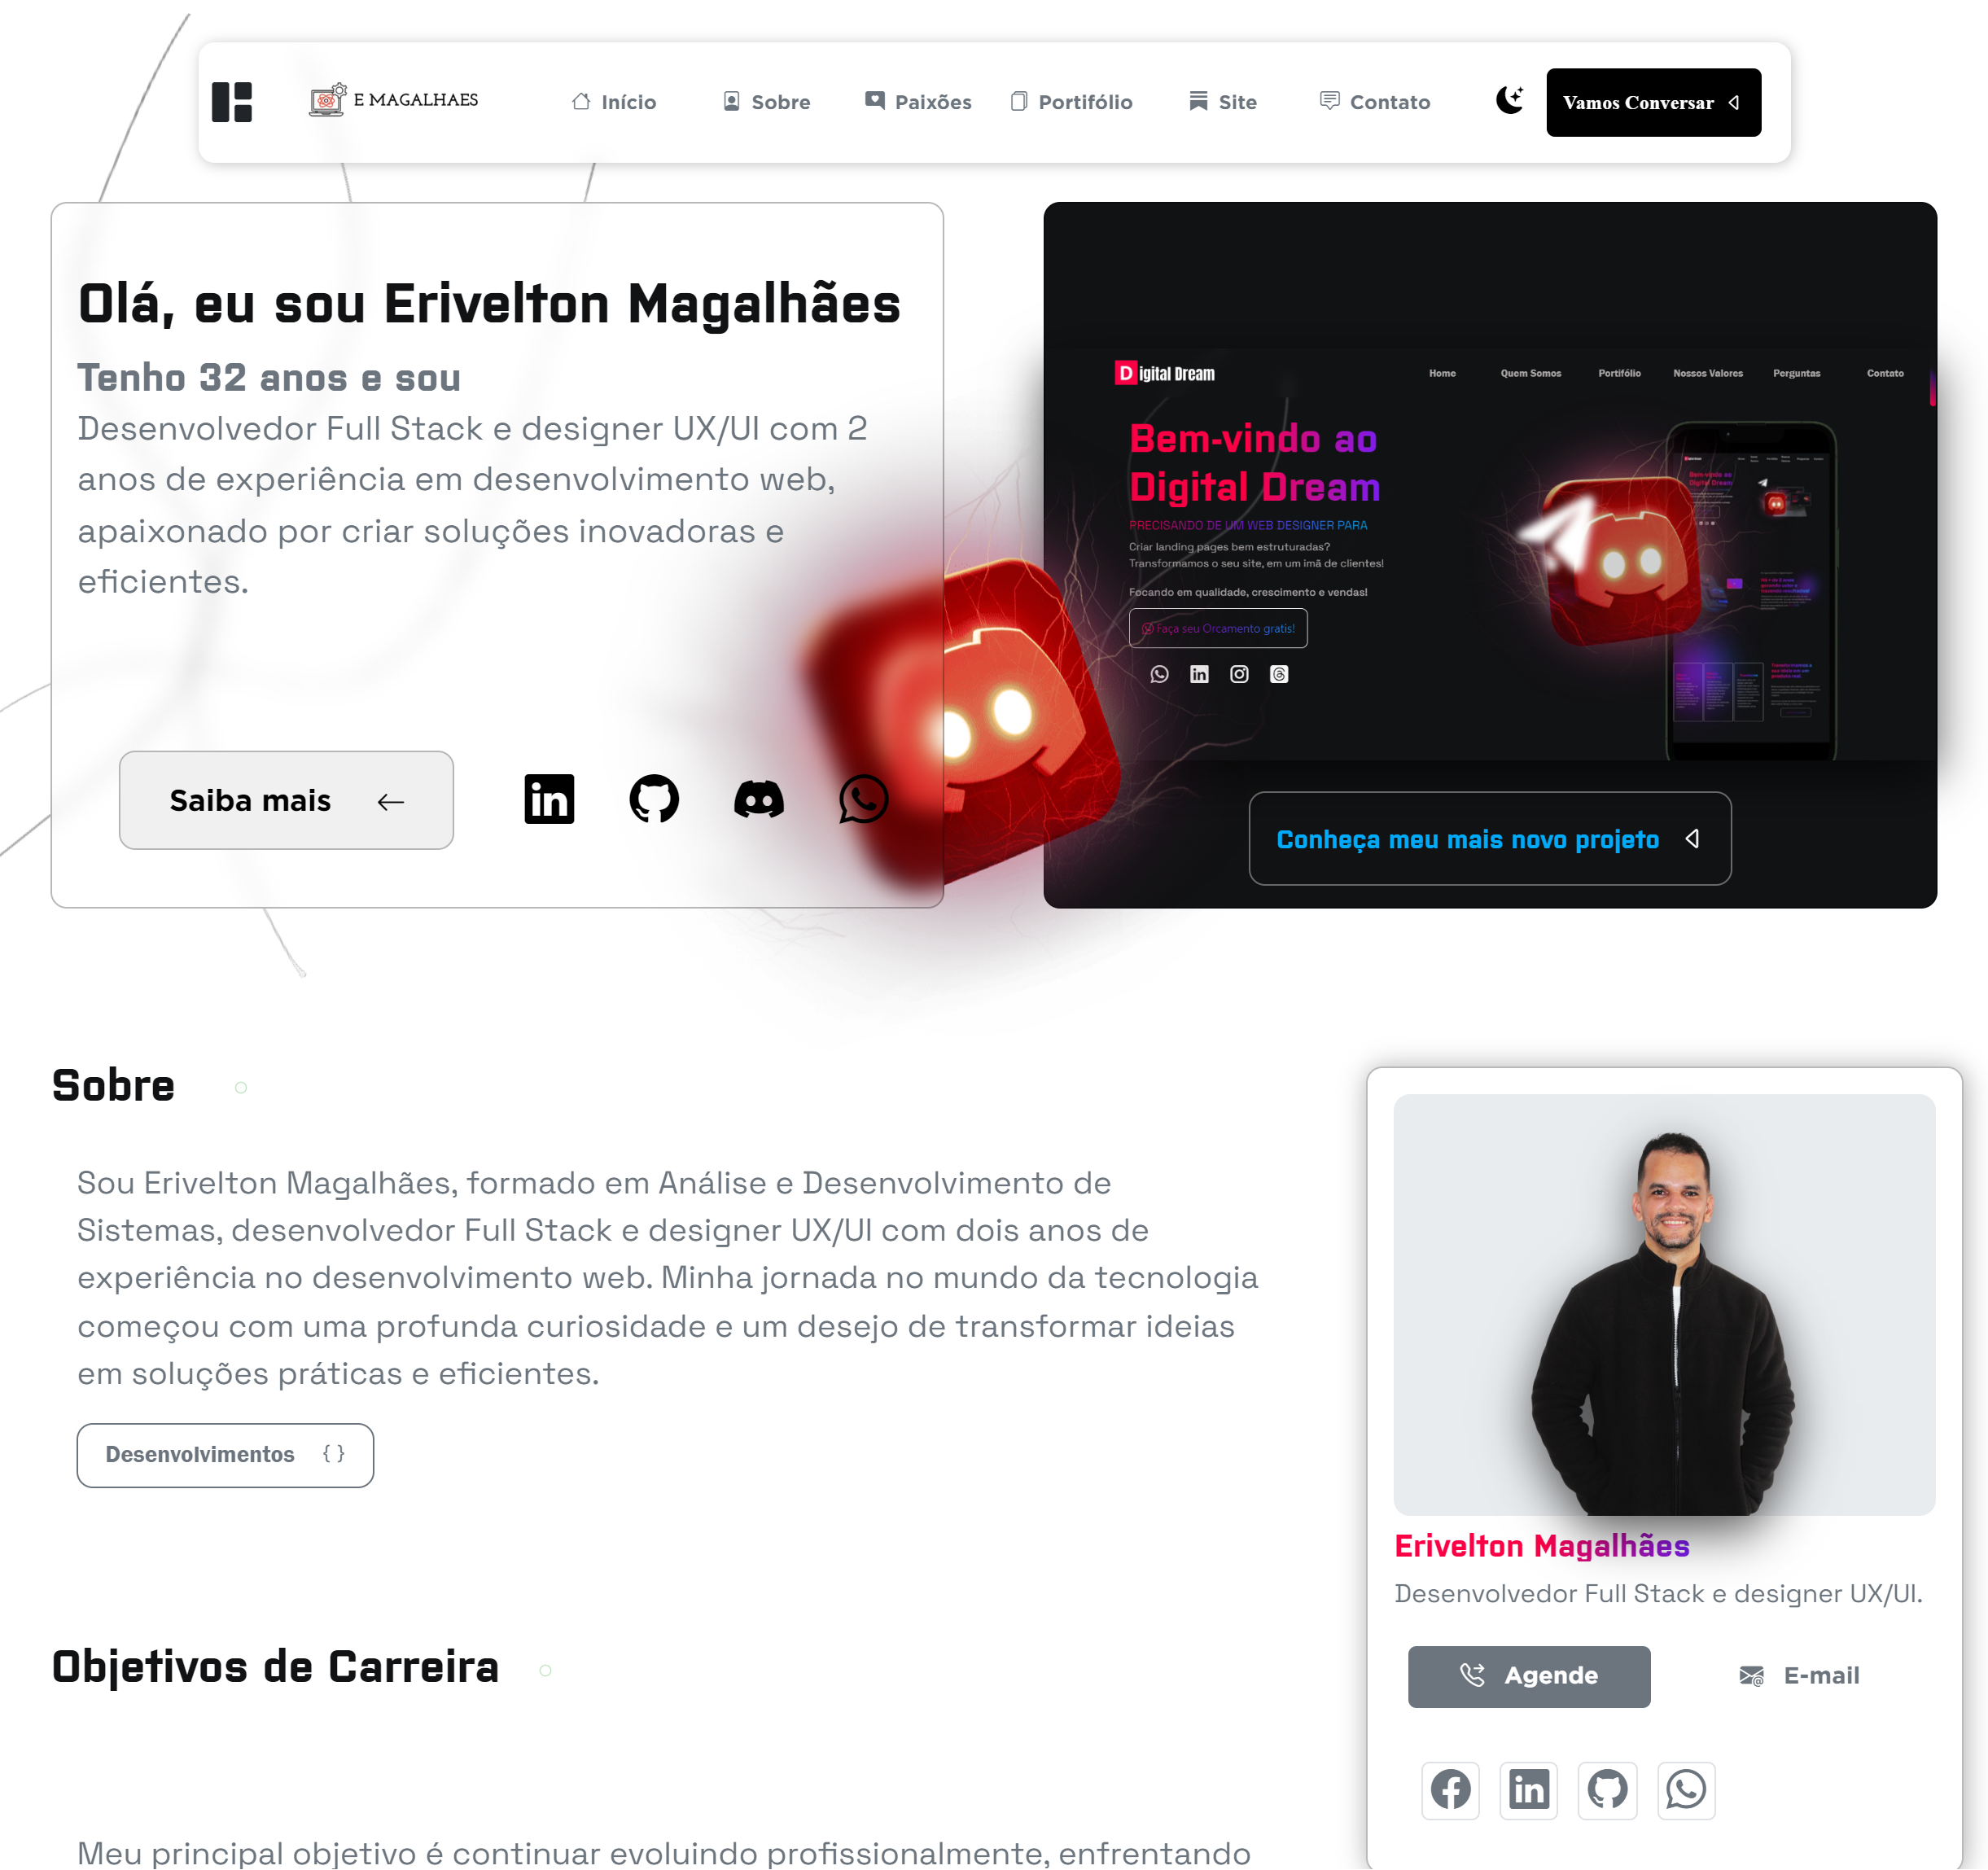 E MAGALHAES
Início
Sobre
Paixões
Portifólio
Site
Contato
Vamos Conversar
Olá, eu sou Erivelton Magalhães
Tenho 32 anos e sou
Desenvolvedor Full Stack e designer UX/UI com 2
anos de experiência em desenvolvimento web,
apaixonado por criar soluções inovadoras e
eficientes.
Saiba mais
Digital Dream
Home
Quem Somos
Portifólio
Nossos Valores
Perguntas
Contato
Bem-vindo ao
Digital Dream
PRECISANDO DE UM WEB DESIGNER PARA
Criar landing pages bem estruturadas?
Transformamos o seu site, em um imã de clientes!
Focando em qualidade, crescimento e vendas!
Faça seu Orcamento gratis!
Bem-vindo ao
Digital Dream
Conheça meu mais novo projeto
Sobre
Sou Erivelton Magalhães, formado em Análise e Desenvolvimento de
Sistemas, desenvolvedor Full Stack e designer UX/UI com dois anos de
experiência no desenvolvimento web. Minha jornada no mundo da tecnologia
começou com uma profunda curiosidade e um desejo de transformar ideias
em soluções práticas e eficientes.
Desenvolvimentos { }
Objetivos de Carreira
Meu principal objetivo é continuar evoluindo profissionalmente, enfrentando
Erivelton Magalhães
Desenvolvedor Full Stack e designer UX/UI.
Agende
E-mail